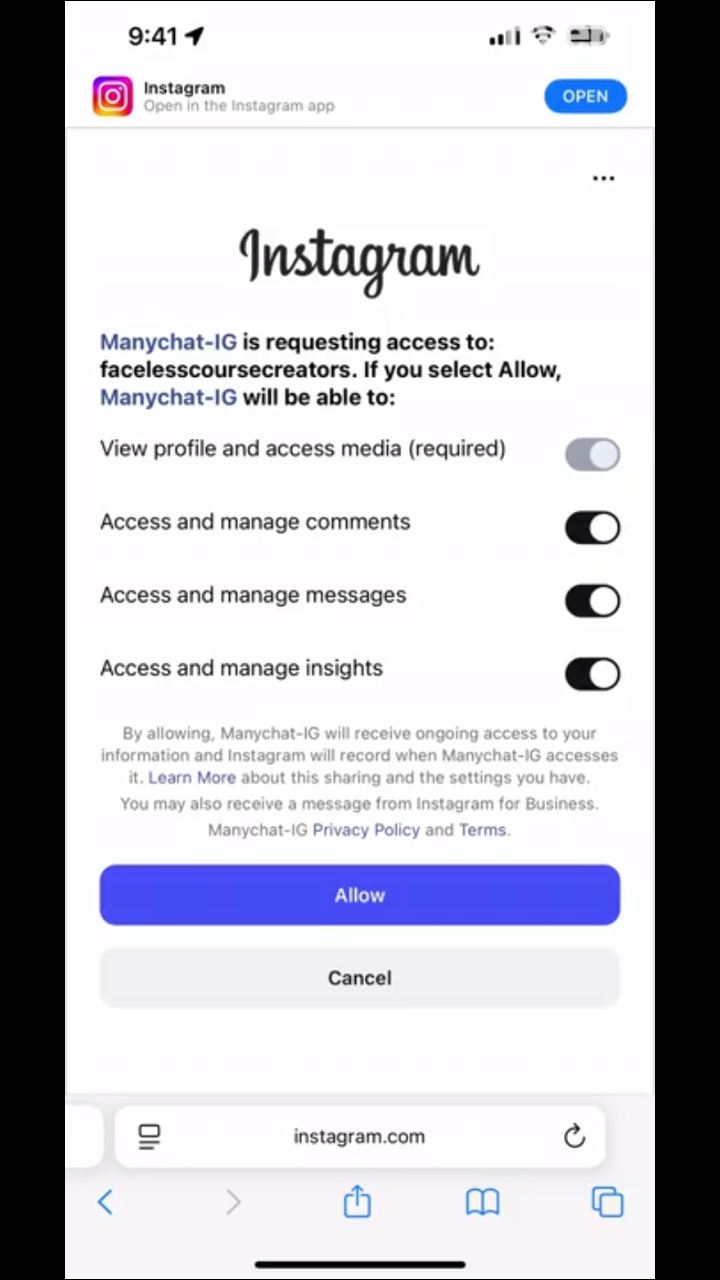 9:41
Instagram
Open in the Instagram app
OPEN
Instagram
Manychat-IG is requesting access to:
facelesscoursecreators. If you select Allow,
Manychat-IG will be able to:
View profile and access media (required)
Access and manage comments
Access and manage messages
Access and manage insights
By allowing, Manychat-IG will receive ongoing access to your
information and Instagram will record when Manychat-IG accesses
it. Learn More about this sharing and the settings you have.
You may also receive a message from Instagram for Business.
Manychat-IG Privacy Policy and Terms.
Allow
Cancel
instagram.com